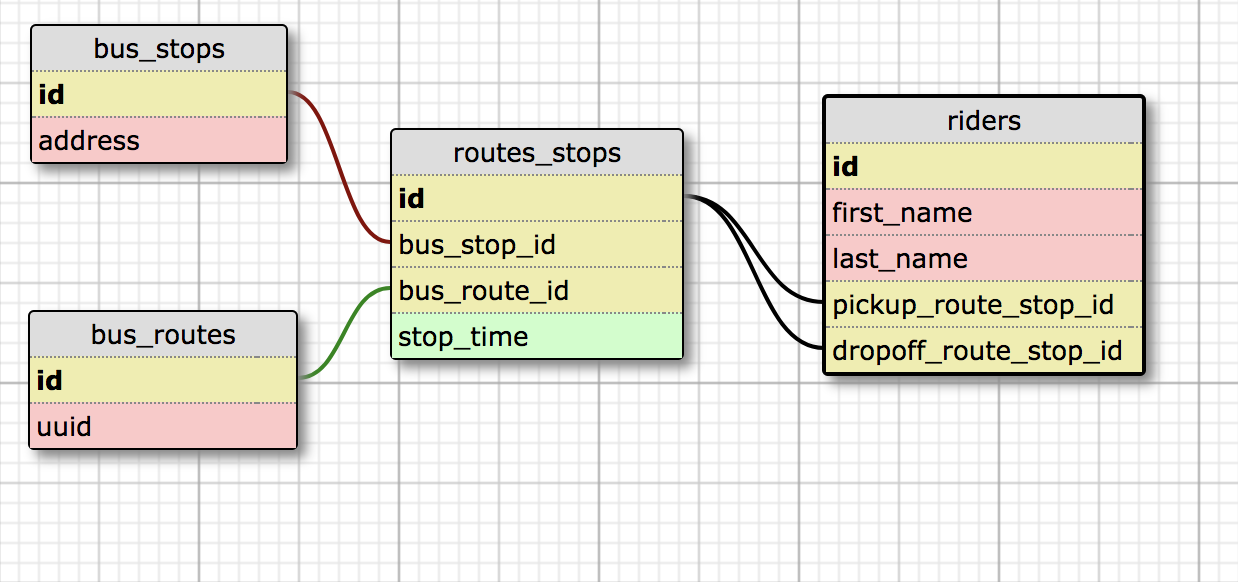 bus_stops
id
address
routes_stops
id
bus_stop_id
bus_route_id
stop_time
riders
id
first_name
last_name
pickup_route_stop_id
dropoff_route_stop_id
bus_routes
id
uuid